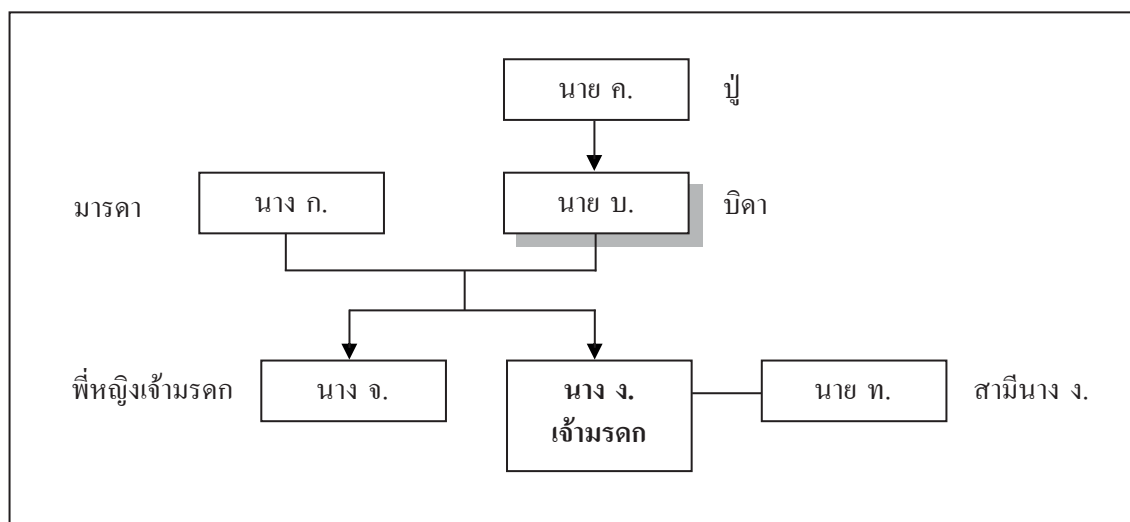 นาย ค. ปู่
มารดา นาง ก. นาย บ. บิดา
พี่หญิงเจ้ามรดก นาง จ. นาง ง. นาย ท. สามีนาง ง.
เจ้ามรดก